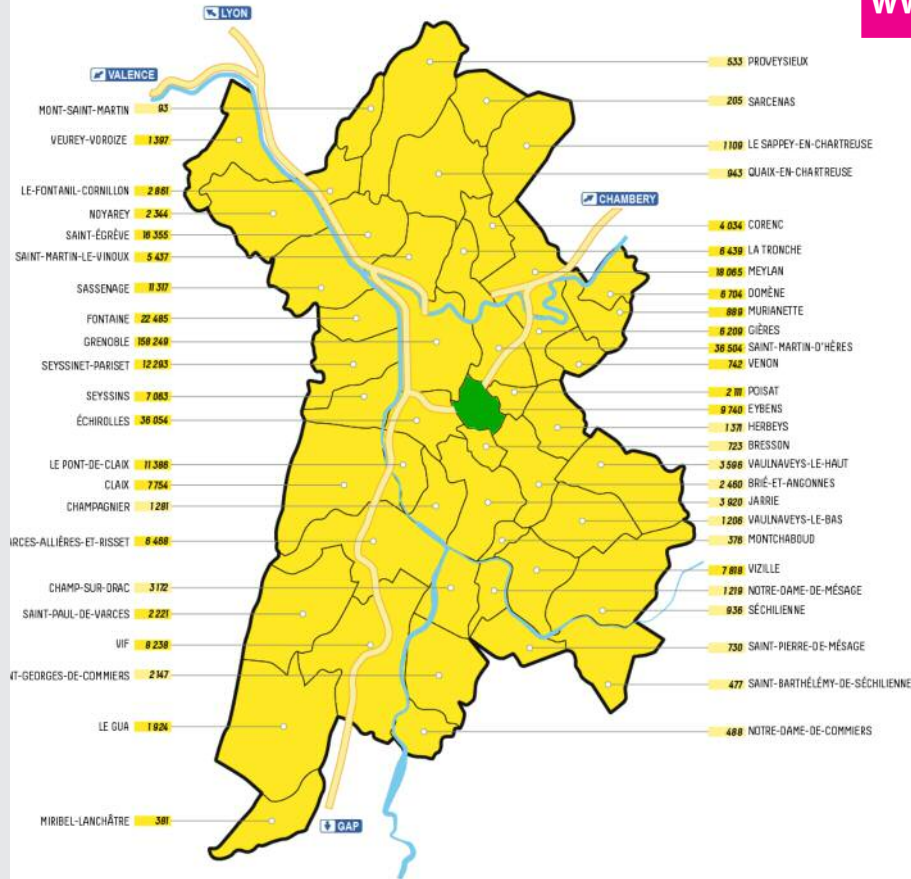 WW
LYON
VALENCE
MONT-SAINT-MARTIN 93
VEUREY-VOROIZE 1 397
LE-FONTANIL-CORNILLON 2 861
NOYAREY 2 344
SAINT-ÉGRÈVE 16 355
SAINT-MARTIN-LE-VINOUX 5 437
SASSENAGE 11 317
FONTAINE 22 485
GRENOBLE 158 249
SEYSSINET-PARISET 12 293
SEYSSINS 7 063
ÉCHIROLLES 36 054
LE PONT-DE-CLAIX 11 386
CLAIX 7 754
CHAMPAGNIER 1 281
ARCES-ALLIÈRES-ET-RISSET 6 468
CHAMP-SUR-DRAC 3 172
SAINT-PAUL-DE-VARCES 2 221
VIF 8 238
NT-GEORGES-DE-COMMIERS 2 147
LE GUA 1 924
MIRIBEL-LANCHÂTRE 381
GAP
533 PROVEYSIEUX
205 SARCENAS
1 109 LE SAPPEY-EN-CHARTREUSE
943 QUAIX-EN-CHARTREUSE
CHAMBERY
4 034 CORENC
6 439 LA TRONCHE
18 065 MEYLAN
6 704 DOMÈNE
889 MURIANETTE
6 209 GIÈRES
36 504 SAINT-MARTIN-D'HÈRES
742 VENON
2 111 POISAT
9 740 EYBENS
1 371 HERBEYS
723 BRESSON
3 596 VAULNAVEYS-LE-HAUT
2 460 BRIÉ-ET-ANGONNES
3 920 JARRIE
1 206 VAULNAVEYS-LE-BAS
376 MONTCHABOUD
7 818 VIZILLE
1 219 NOTRE-DAME-DE-MÉSAGE
936 SÉCHILIENNE
730 SAINT-PIERRE-DE-MÉSAGE
477 SAINT-BARTHÉLÉMY-DE-SÉCHILIENNE
488 NOTRE-DAME-DE-COMMIERS